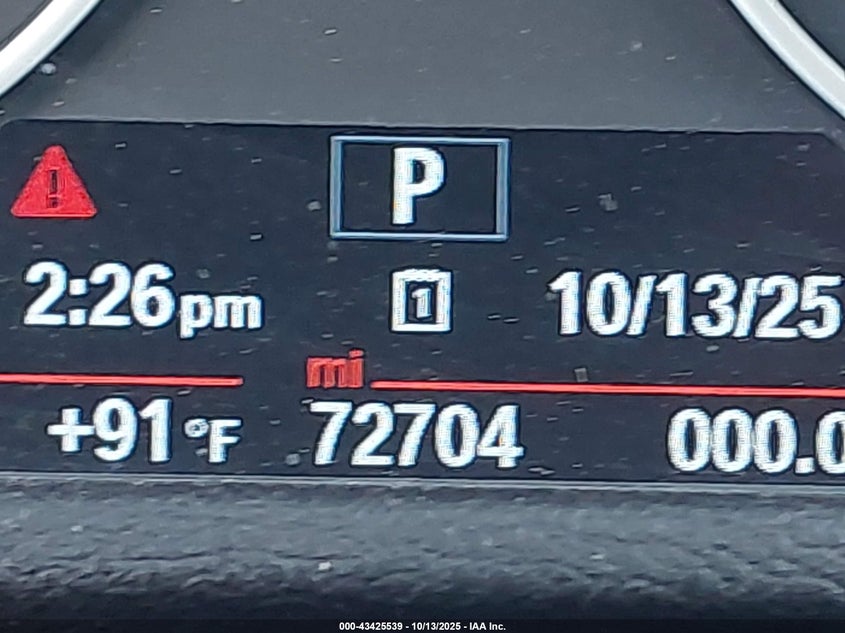 P
2:26pm
1
10/13/25
mi
+91 °F
72704
000.0
000-43425539 - 10/13/2025 - IAA Inc.